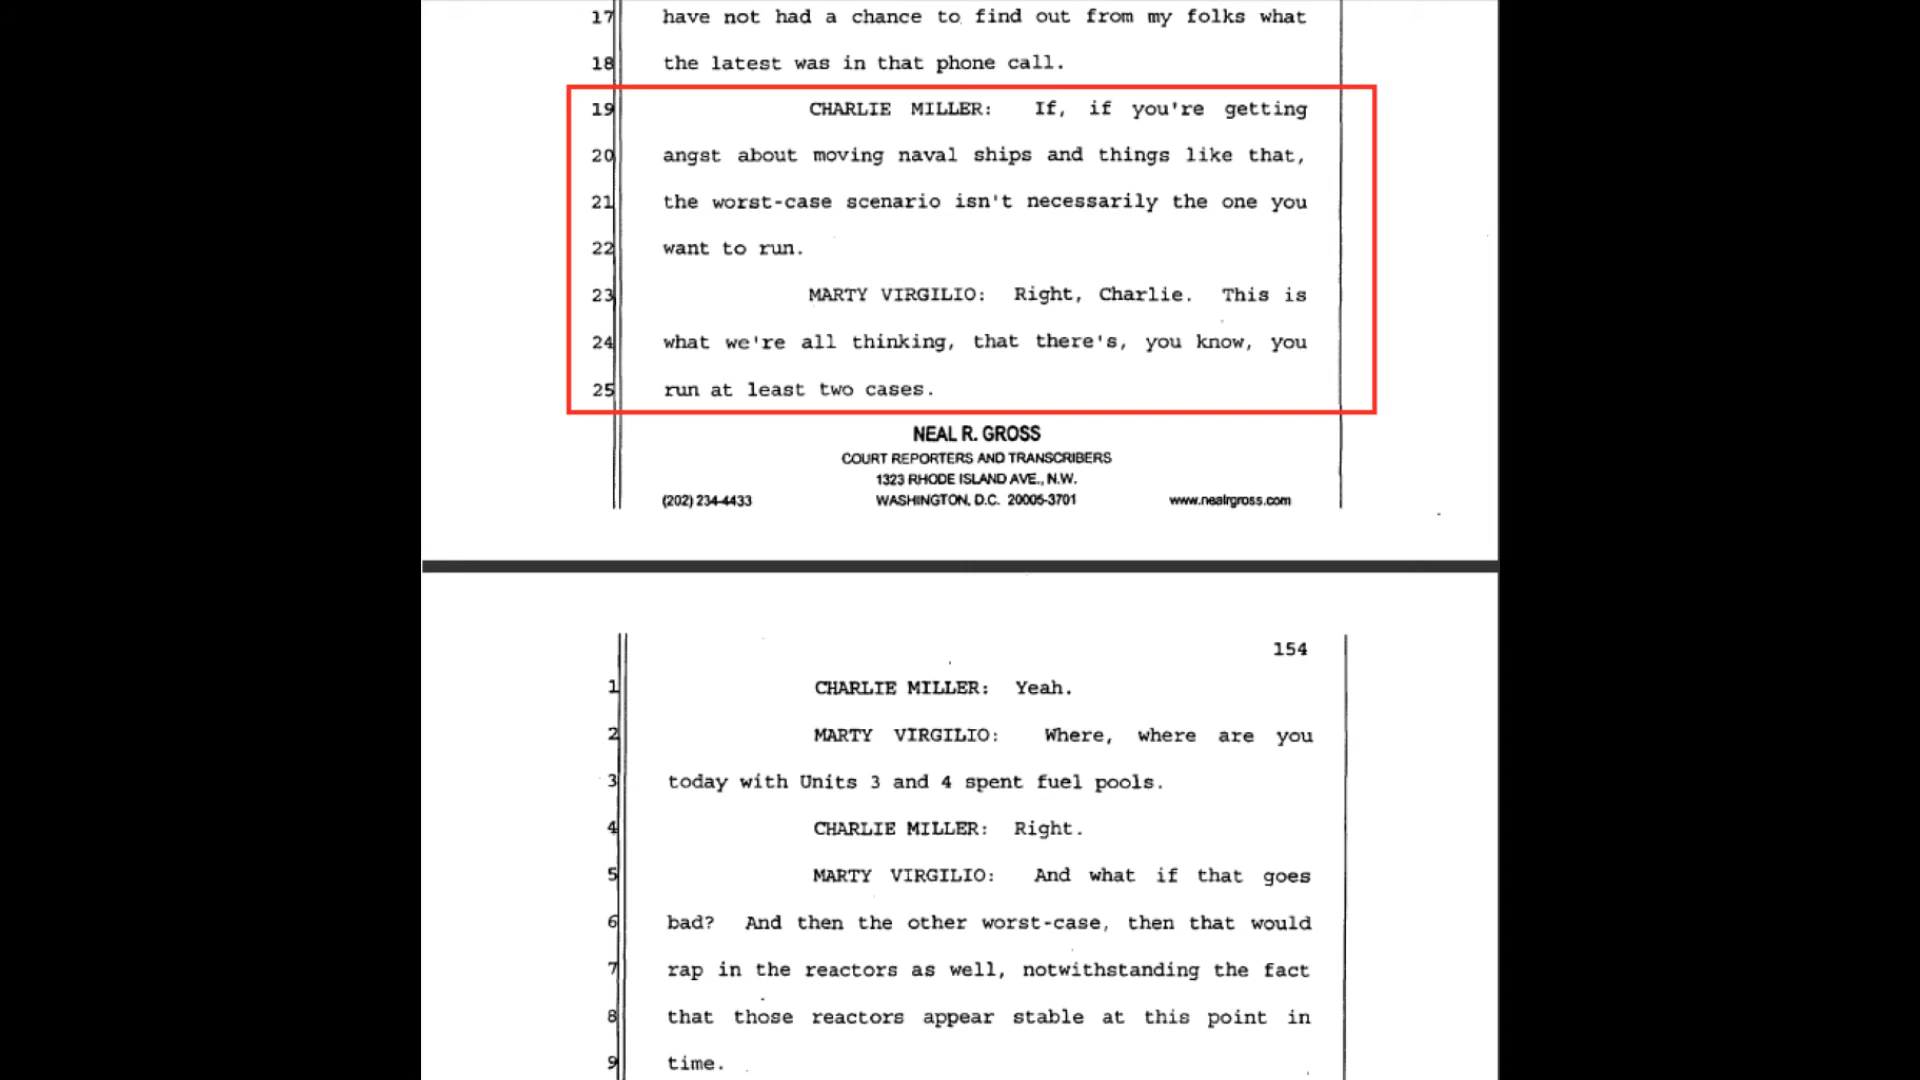 17 have not had a chance to find out from my folks what
18 the latest was in that phone call.
19 CHARLIE MILLER: If, if you're getting
20 angst about moving naval ships and things like that,
21 the worst-case scenario isn't necessarily the one you
22 want to run.
23 MARTY VIRGILIO: Right, Charlie. This is
24 what we're all thinking, that there's, you know, you
25 run at least two cases.
NEAL R. GROSS
COURT REPORTERS AND TRANSCRIBERS
1323 RHODE ISLAND AVE., N.W.
(202) 234-4433 WASHINGTON, D.C. 20005-3701 www.nealrgross.com
154
1 CHARLIE MILLER: Yeah.
2 MARTY VIRGILIO: Where, where are you
3 today with Units 3 and 4 spent fuel pools.
4 CHARLIE MILLER: Right.
5 MARTY VIRGILIO: And what if that goes
6 bad? And then the other worst-case, then that would
7 rap in the reactors as well, notwithstanding the fact
8 that those reactors appear stable at this point in
9 time.